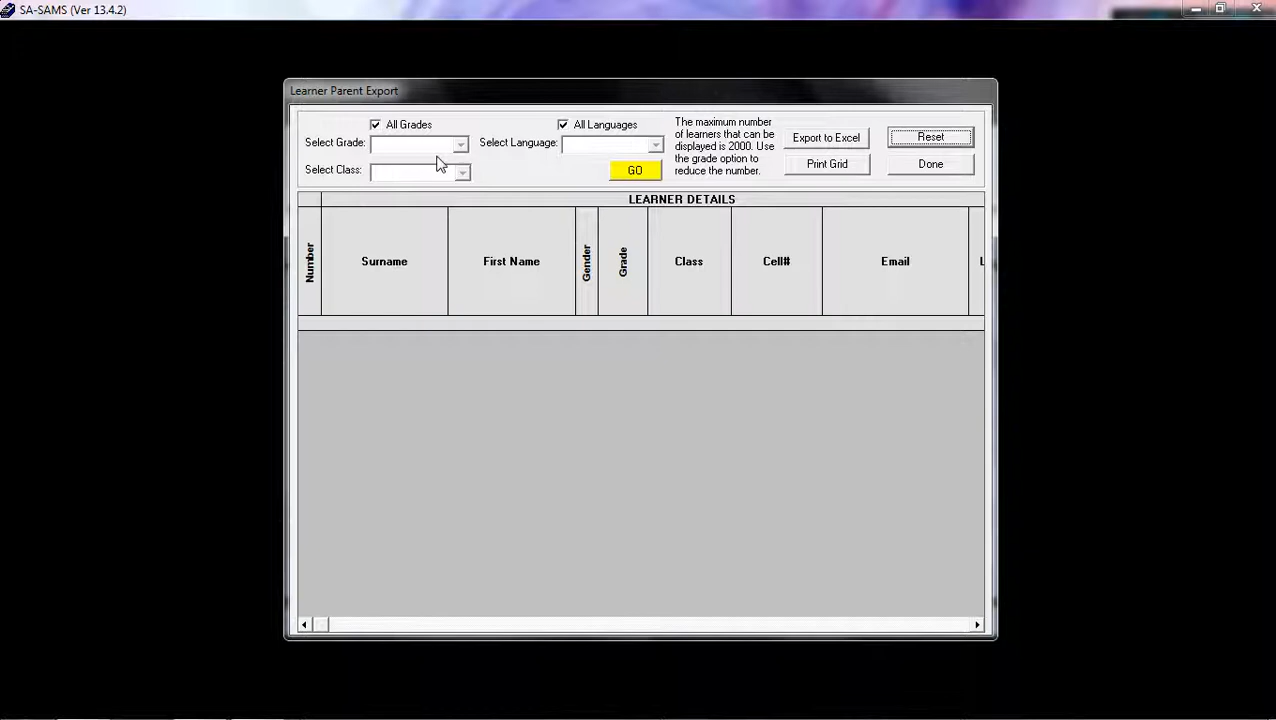 SA-SAMS (Ver 13.4.2)
Learner Parent Export
All Grades
All Languages
Select Grade:
Select Language:
Select Class:
GO
The maximum number
of learners that can be
displayed is 2000. Use
the grade option to
reduce the number.
Export to Excel
Reset
Print Grid
Done
LEARNER DETAILS
Number
Surname
First Name
Gender
Grade
Class
Cell#
Email